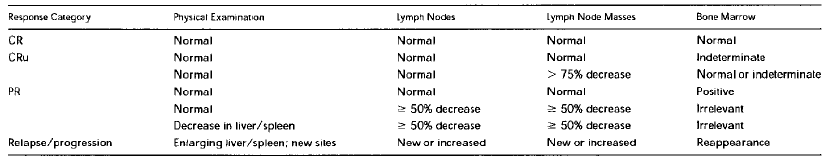 Response Category Physical Examination Lymph Nodes Lymph Node Masses Bone Marrow
CR Normal Normal Normal Normal
CRu Normal Normal Normal Indeterminate
Normal Normal > 75% decrease Normal or indeterminate
PR Normal Normal Normal Positive
Normal ≥ 50% decrease ≥ 50% decrease Irrelevant
Decrease in liver/spleen ≥ 50% decrease ≥ 50% decrease Irrelevant
Relapse/progression Enlarging liver/spleen; new sites New or increased New or increased Reappearance